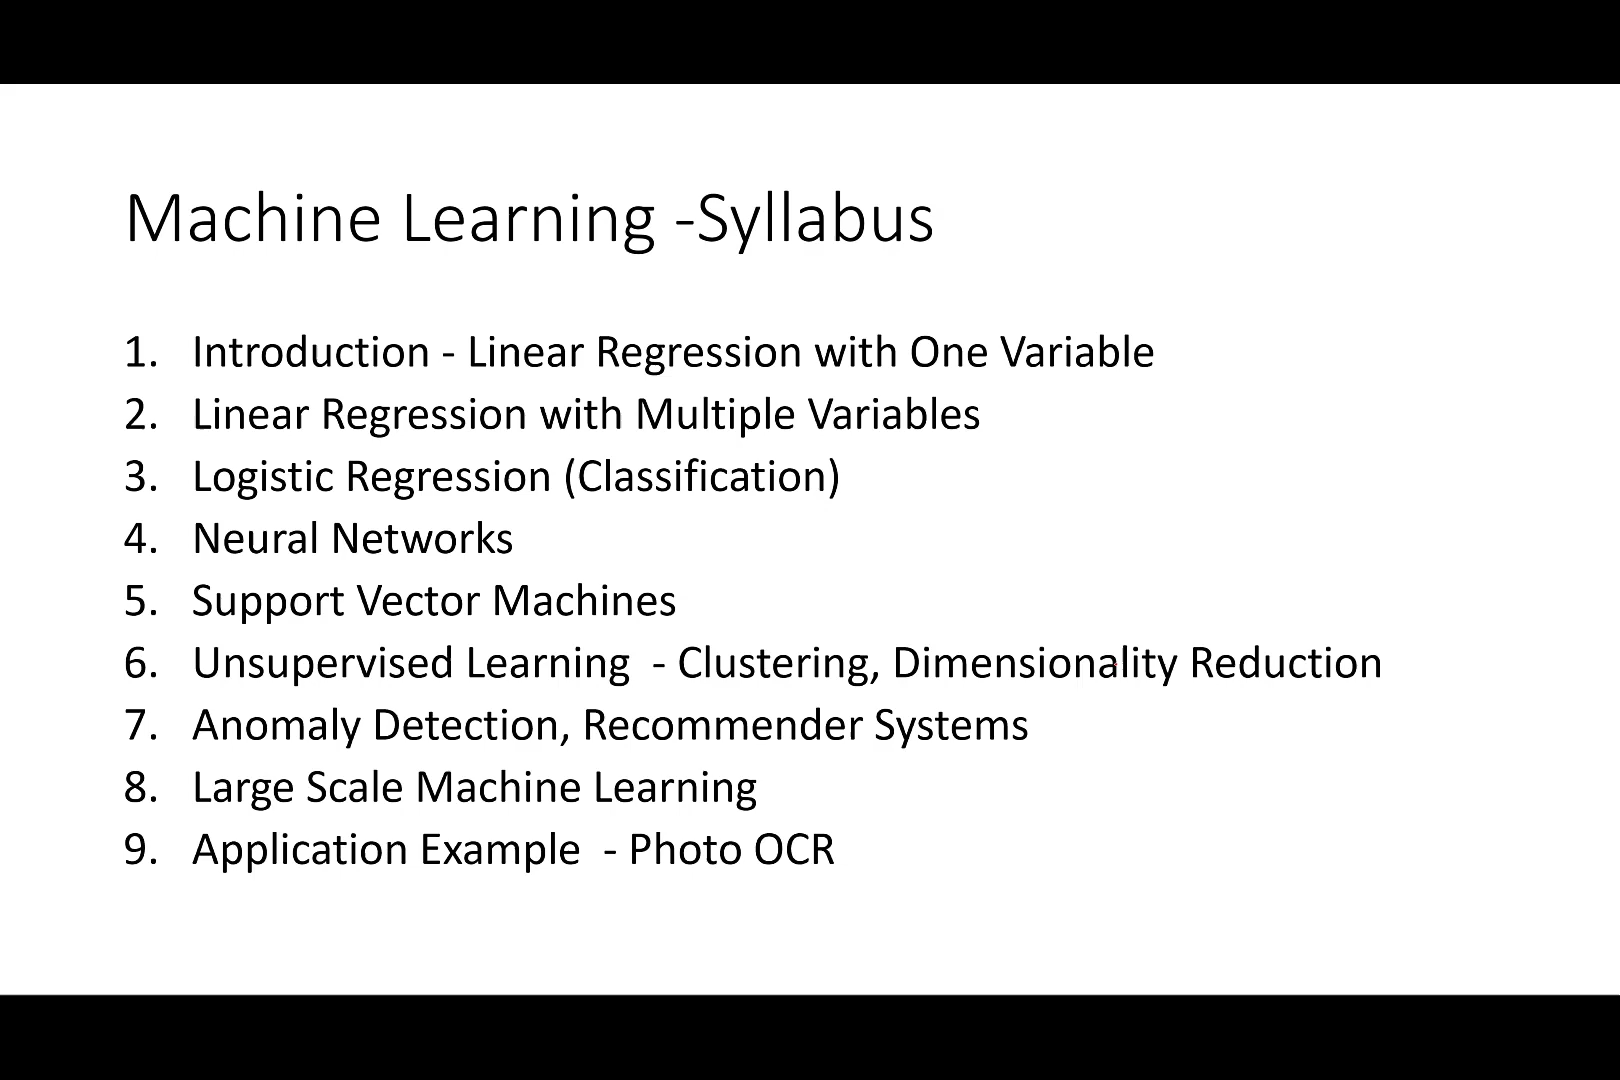 Machine Learning -Syllabus
1. Introduction - Linear Regression with One Variable
2. Linear Regression with Multiple Variables
3. Logistic Regression (Classification)
4. Neural Networks
5. Support Vector Machines
6. Unsupervised Learning  - Clustering, Dimensionality Reduction
7. Anomaly Detection, Recommender Systems
8. Large Scale Machine Learning
9. Application Example  - Photo OCR